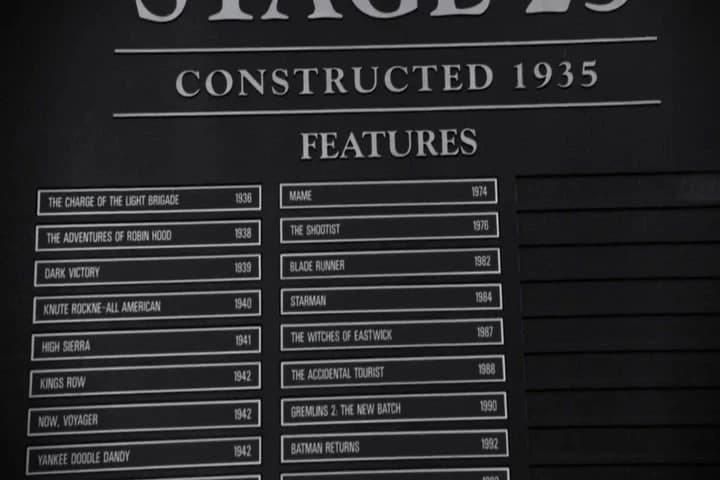 STAGE 25
CONSTRUCTED 1935
FEATURES
THE CHARGE OF THE LIGHT BRIGADE 1936
THE ADVENTURES OF ROBIN HOOD 1938
DARK VICTORY 1939
KNUTE ROCKNE-ALL AMERICAN 1940
HIGH SIERRA 1941
KINGS ROW 1942
NOW, VOYAGER 1942
YANKEE DOODLE DANDY 1942
MAME 1974
THE SHOOTIST 1976
BLADE RUNNER 1982
STARMAN 1984
THE WITCHES OF EASTWICK 1987
THE ACCIDENTAL TOURIST 1988
GREMLINS 2: THE NEW BATCH 1990
BATMAN RETURNS 1992